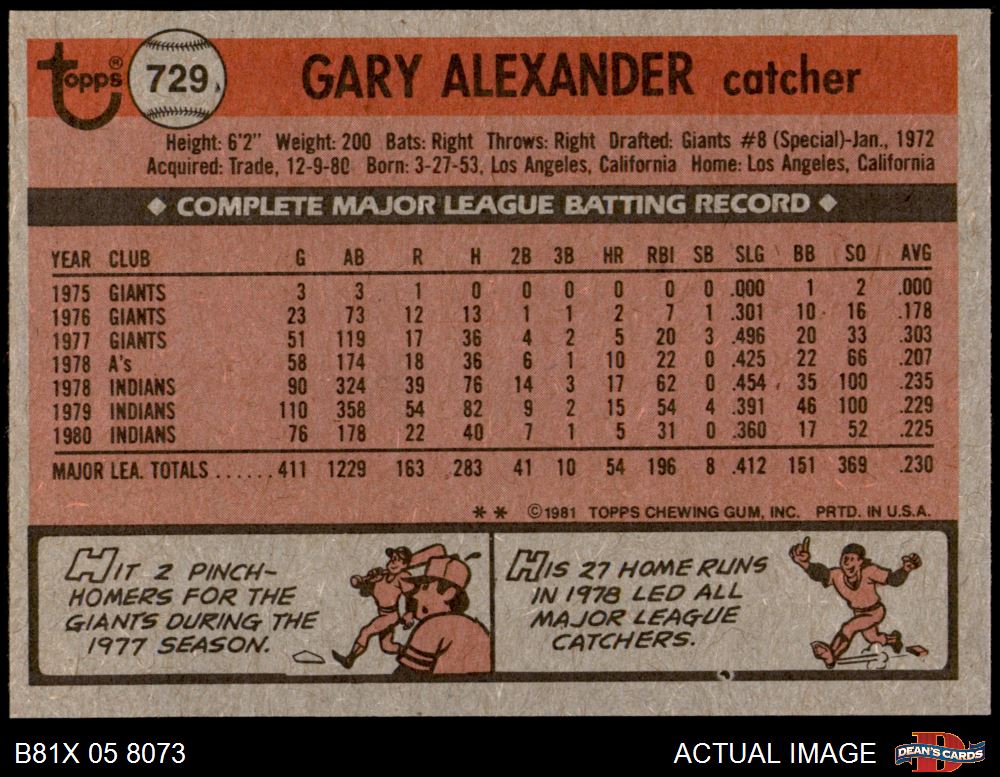 topps®
729
GARY ALEXANDER catcher
Height: 6'2" Weight: 200 Bats: Right Throws: Right Drafted: Giants #8 (Special)-Jan., 1972
Acquired: Trade, 12-9-80 Born: 3-27-53, Los Angeles, California Home: Los Angeles, California
◆ COMPLETE MAJOR LEAGUE BATTING RECORD ◆
YEAR CLUB G AB R H 2B 3B HR RBI SB SLG BB SO AVG
1975 GIANTS 3 3 1 0 0 0 0 0 0 .000 1 2 .000
1976 GIANTS 23 73 12 13 1 1 2 7 1 .301 10 16 .178
1977 GIANTS 51 119 17 36 4 2 5 20 3 .496 20 33 .303
1978 A's 58 174 18 36 6 1 10 22 0 .425 22 66 .207
1978 INDIANS 90 324 39 76 14 3 17 62 0 .454 35 100 .235
1979 INDIANS 110 358 54 82 9 2 15 54 4 .391 46 100 .229
1980 INDIANS 76 178 22 40 7 1 5 31 0 .360 17 52 .225
MAJOR LEA. TOTALS ...... 411 1229 163 .283 41 10 54 196 8 .412 151 369 .230
** ©1981 TOPPS CHEWING GUM, INC. PRTD. IN U.S.A.
HIT 2 PINCH-
HOMERS FOR THE
GIANTS DURING THE
1977 SEASON.
HIS 27 HOME RUNS
IN 1978 LED ALL
MAJOR LEAGUE
CATCHERS.
B81X 05 8073
ACTUAL IMAGE
D
DEAN'S CARDS